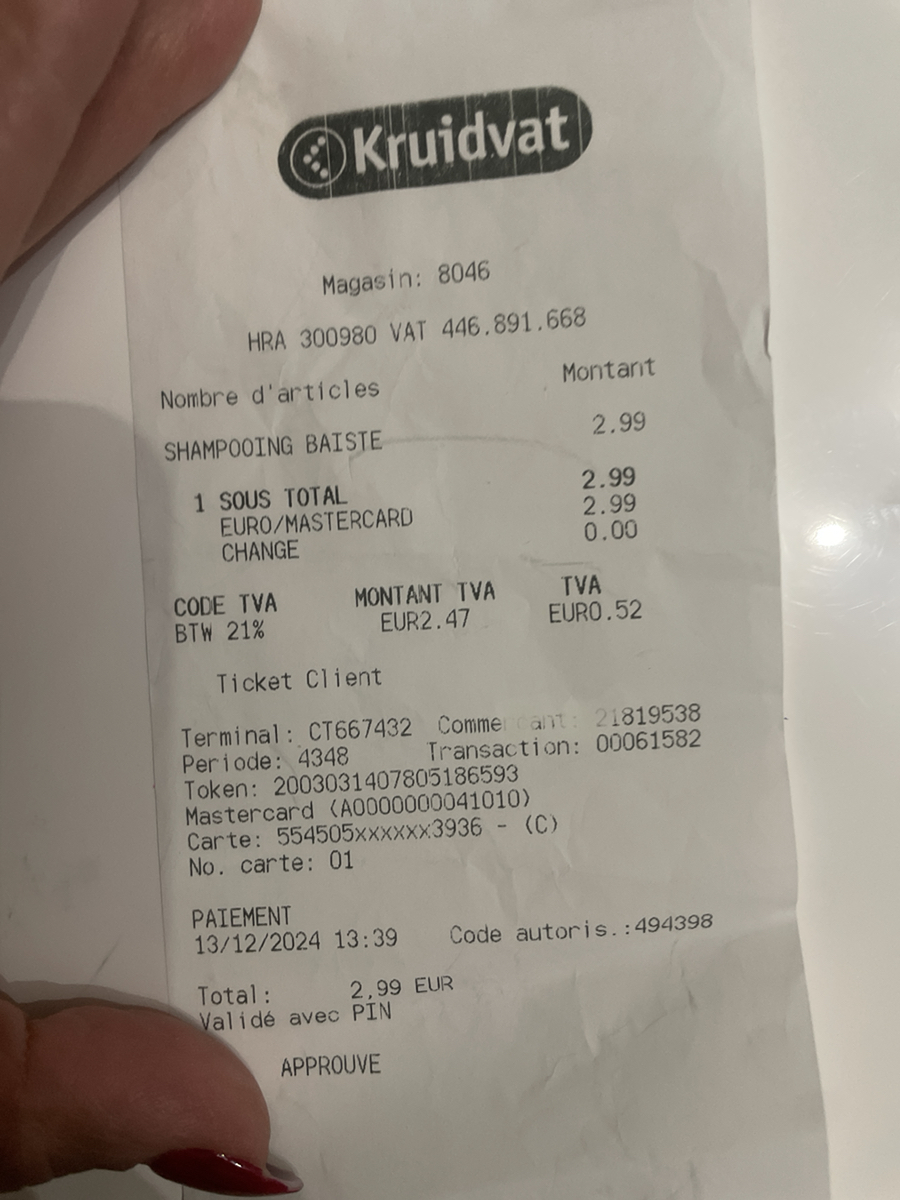 Kruidvat
Magasin: 8046
HRA 300980 VAT 446.891.668
Nombre d'articles Montant
SHAMPOOING BAISTE 2.99
1 SOUS TOTAL 2.99
EURO/MASTERCARD 2.99
CHANGE 0.00
CODE TVA MONTANT TVA TVA
BTW 21% EUR2.47 EUR0.52
Ticket Client
Terminal: CT667432 Commercant: 21819538
Periode: 4348 Transaction: 00061582
Token: 2003031407805186593
Mastercard (A0000000041010)
Carte: 554505xxxxxx3936 - (C)
No. carte: 01
PAIEMENT
13/12/2024 13:39 Code autoris.:494398
Total: 2,99 EUR
Validé avec PIN
APPROUVE